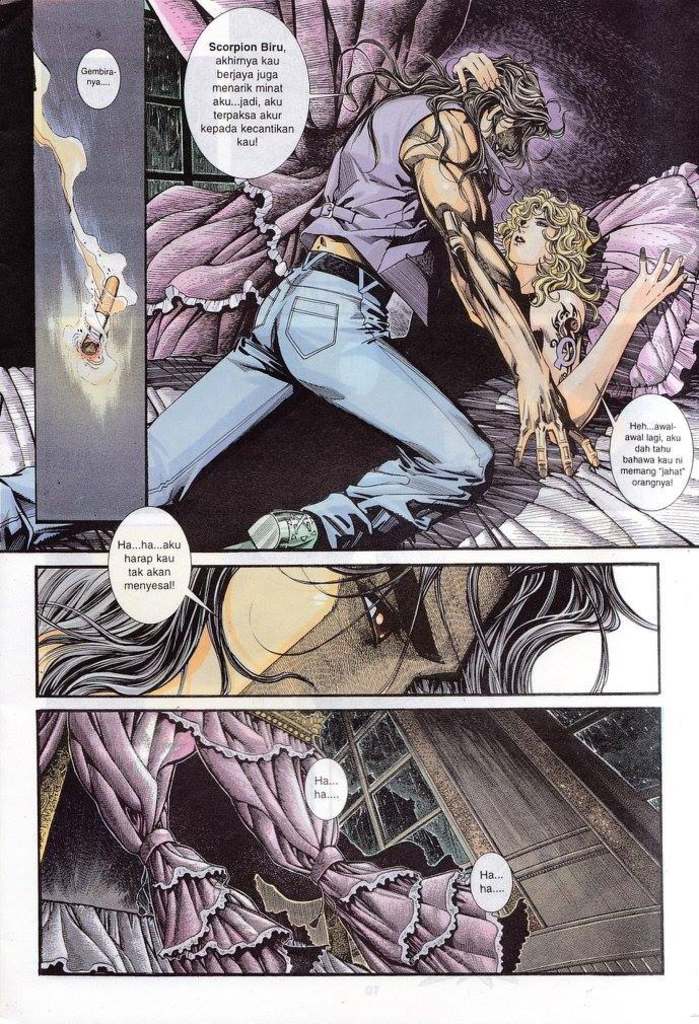 Gembira-
nya....
Scorpion Biru,
akhirnya kau
berjaya juga
menarik minat
aku...jadi, aku
terpaksa akur
kepada kecantikan
kau!
Heh...awal-
awal lagi, aku
dah tahu
bahawa kau ni
memang "jahat"
orangnya!
Ha...ha...aku
harap kau
tak akan
menyesal!
Ha...
ha....
Ha...
ha....